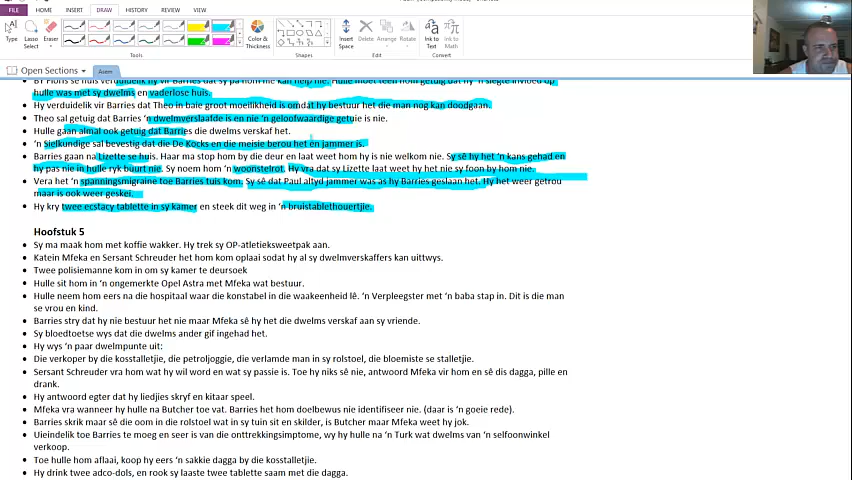 FILE HOME INSERT DRAW HISTORY REVIEW VIEW
Type Lasso Select Eraser Color & Thickness Insert Space Delete Arrange Rotate Ink to Text Ink to Math
Tools Shapes Edit Convert
Open Sections
hulle was met sy dwelms en vaderlose huis.
Hy verduidelik vir Barries dat Theo in baie groot moeilikheid is omdat hy bestuur het die man nog kan doodgaan.
Theo sal getuig dat Barries 'n dwelmverslaafde is en nie 'n geloofwaardige getuie is nie.
Hulle gaan almal ook getuig dat Barries die dwelms verskaf het.
'n Sielkundige sal bevestig dat die De Kocks en die meisie berou het en jammer is.
Barries gaan na Lizette se huis. Haar ma stop hom by die deur en laat weet hom hy is nie welkom nie. Sy sê hy het 'n kans gehad en
hy pas nie in hulle ryk buurt nie. Sy noem hom 'n woonstelrot. Hy vra dat sy Lizette laat weet hy het nie sy foon by hom nie.
Vera het 'n spanningsmigraine toe Barries tuis kom. Sy sê dat Paul altyd jammer was as hy Barries geslaan het. Hy het weer getrou
maar is ook weer geskei.
Hy kry twee ecstacy tablette in sy kamer en steek dit weg in 'n bruistablethouertjie.
Hoofstuk 5
Sy ma maak hom met koffie wakker. Hy trek sy OP-atletieksweetpak aan.
Katein Mfeka en Sersant Schreuder het hom kom oplaai sodat hy al sy dwelmverskaffers kan uitwys.
Twee polisiemanne kom in om sy kamer te deursoek
Hulle sit hom in 'n ongemerkte Opel Astra met Mfeka wat bestuur.
Hulle neem hom eers na die hospitaal waar die konstabel in die waakeenheid lê. 'n Verpleegster met 'n baba stap in. Dit is die man
se vrou en kind.
Barries stry dat hy nie bestuur het nie maar Mfeka sê hy het die dwelms verskaf aan sy vriende.
Sy bloedtoetse wys dat die dwelms ander gif ingehad het.
Hy wys 'n paar dwelmpunte uit:
Die verkoper by die kosstalletjie, die petroljoggie, die verlamde man in sy rolstoel, die bloemiste se stalletjie.
Sersant Schreuder vra hom wat hy wil word en wat sy passie is. Toe hy niks sê nie, antwoord Mfeka vir hom en sê dis dagga, pille en
drank.
Hy antwoord egter dat hy liedjies skryf en kitaar speel.
Mfeka vra wanneer hy hulle na Butcher toe vat. Barries het hom doelbewus nie identifiseer nie. (daar is 'n goeie rede).
Barries skrik maar sê die oom in die rolstoel wat in sy tuin sit en skilder, is Butcher maar Mfeka weet hy jok.
Uieindelik toe Barries te moeg en seer is van die onttrekkingsimptome, wy hy hulle na 'n Turk wat dwelms van 'n selfoonwinkel
verkoop.
Toe hulle hom aflaai, koop hy eers 'n sakkie dagga by die kosstalletjie.
Hy drink twee adco-dols, en rook sy laaste twee tablette saam met die dagga.